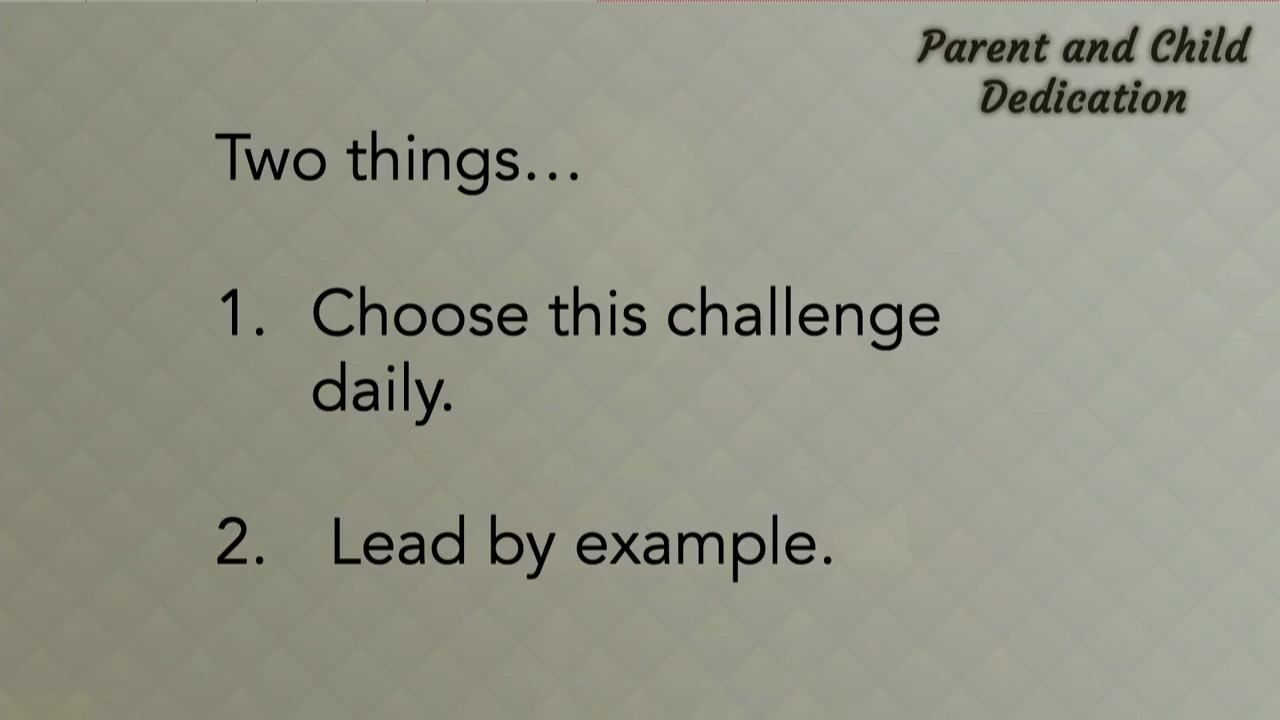 Parent and Child
Dedication
Two things…
1. Choose this challenge
daily.
2. Lead by example.